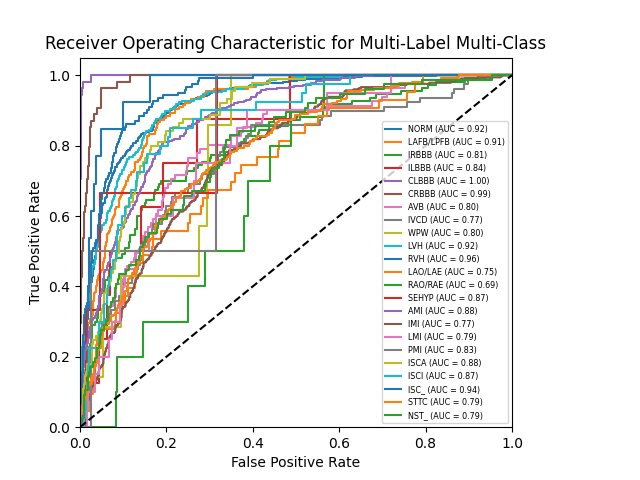 Receiver Operating Characteristic for Multi-Label Multi-Class
1.0
0.8
0.6
0.4
0.2
0.0
True Positive Rate
NORM (AUC = 0.92)
LAFB/LPFB (AUC = 0.91)
IRBBB (AUC = 0.81)
ILBBB (AUC = 0.84)
CLBBB (AUC = 1.00)
CRBBB (AUC = 0.99)
AVB (AUC = 0.80)
IVCD (AUC = 0.77)
WPW (AUC = 0.80)
LVH (AUC = 0.92)
RVH (AUC = 0.96)
LAO/LAE (AUC = 0.75)
RAO/RAE (AUC = 0.69)
SEHYP (AUC = 0.87)
AMI (AUC = 0.88)
IMI (AUC = 0.77)
LMI (AUC = 0.79)
PMI (AUC = 0.83)
ISCA (AUC = 0.88)
ISCI (AUC = 0.87)
ISC_ (AUC = 0.94)
STTC (AUC = 0.79)
NST_ (AUC = 0.79)
0.0 0.2 0.4 0.6 0.8 1.0
False Positive Rate